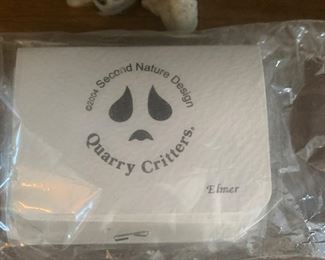 ©2004 Second Nature Design
Quarry Critters.
Elmer